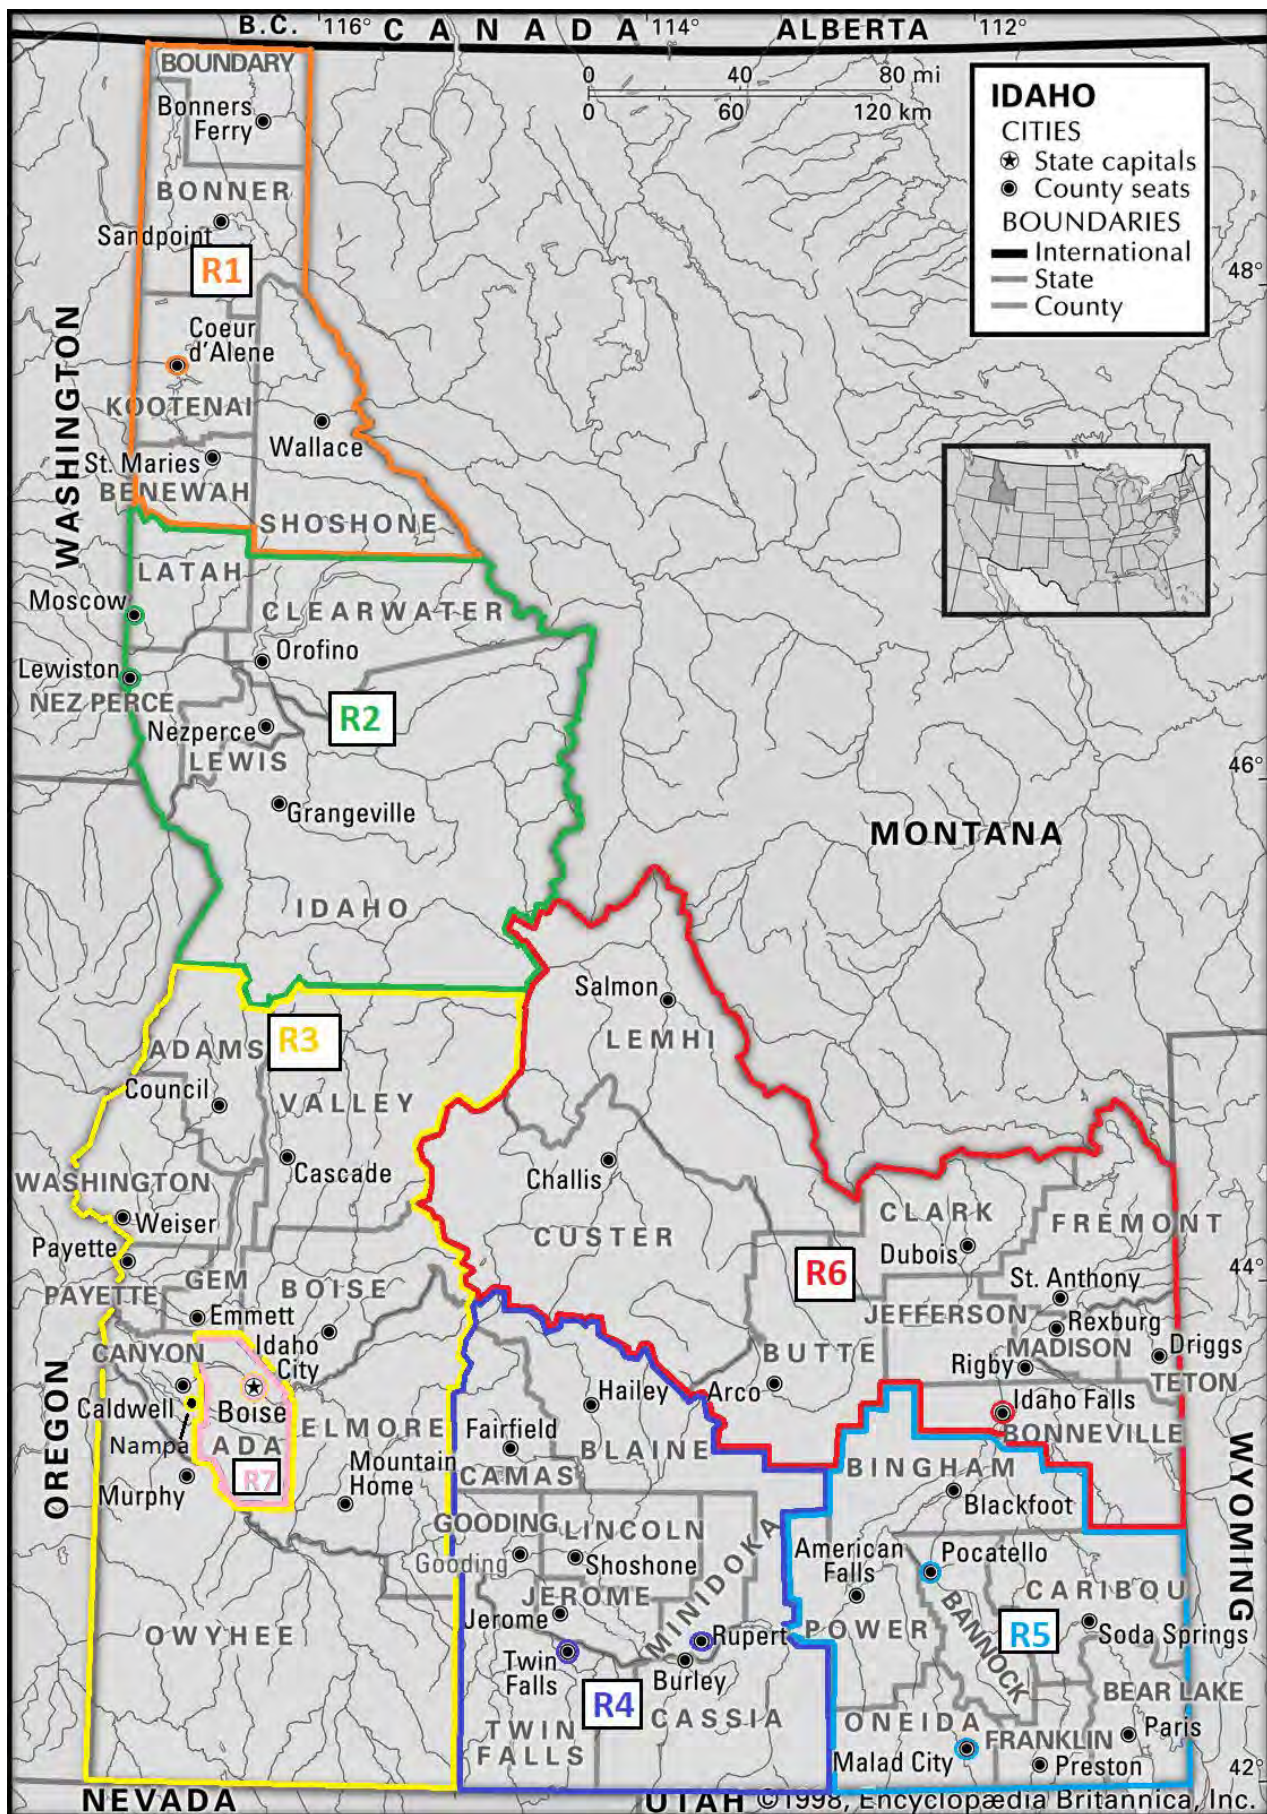 B.C. 116° CANADA 114° ALBERTA 112°
BOUNDARY
0 40 80 mi
0 60 120 km
IDAHO
CITIES
State capitals
County seats
BOUNDARIES
International
State
County
Bonners
Ferry
BONNER
Sandpoint
R1
48°
WASHINGTON
Coeur
d'Alene
KOOTENAI
Wallace
St. Maries
BENEWAH
SHOSHONE
LATAH
Moscow
CLEARWATER
Orofino
Lewiston
NEZ PERCE
R2
Nezperce
LEWIS
46°
Grangeville
MONTANA
IDAHO
Salmon
LEMHI
R3
ADAMS
Council
VALLEY
Cascade
Challis
WASHINGTON
Weiser
CUSTER
CLARK
FREMONT
Dubois
Payette
R6
44°
GEM
BOISE
St. Anthony
PAYETTE
JEFFERSON
Emmett
Rexburg
Idaho
City
CANYON
BUTTE
MADISON
Driggs
Rigby
TETON
OREGON
Caldwell
Boise
Hailey
Arco
Idaho Falls
Nampa
ADA
ELMORE
Fairfield
BLAINE
BONNEVILLE
WYOMING
R7
Murphy
Mountain
Home
CAMAS
BINGHAM
Blackfoot
GOODING
LINCOLN
Gooding
Shoshone
MINIDOKA
American
Falls
Pocatello
JEROME
Jerome
CARIBOU
BANNOCK
OWYHEE
Rupert
POWER
R5
Soda Springs
Twin
Falls
Burley
R4
BEAR LAKE
TWIN
FALLS
CASSIA
ONEIDA
FRANKLIN
Paris
Malad City
Preston
42°
NEVADA
UTAH ©1998, Encyclopædia Britannica, Inc.